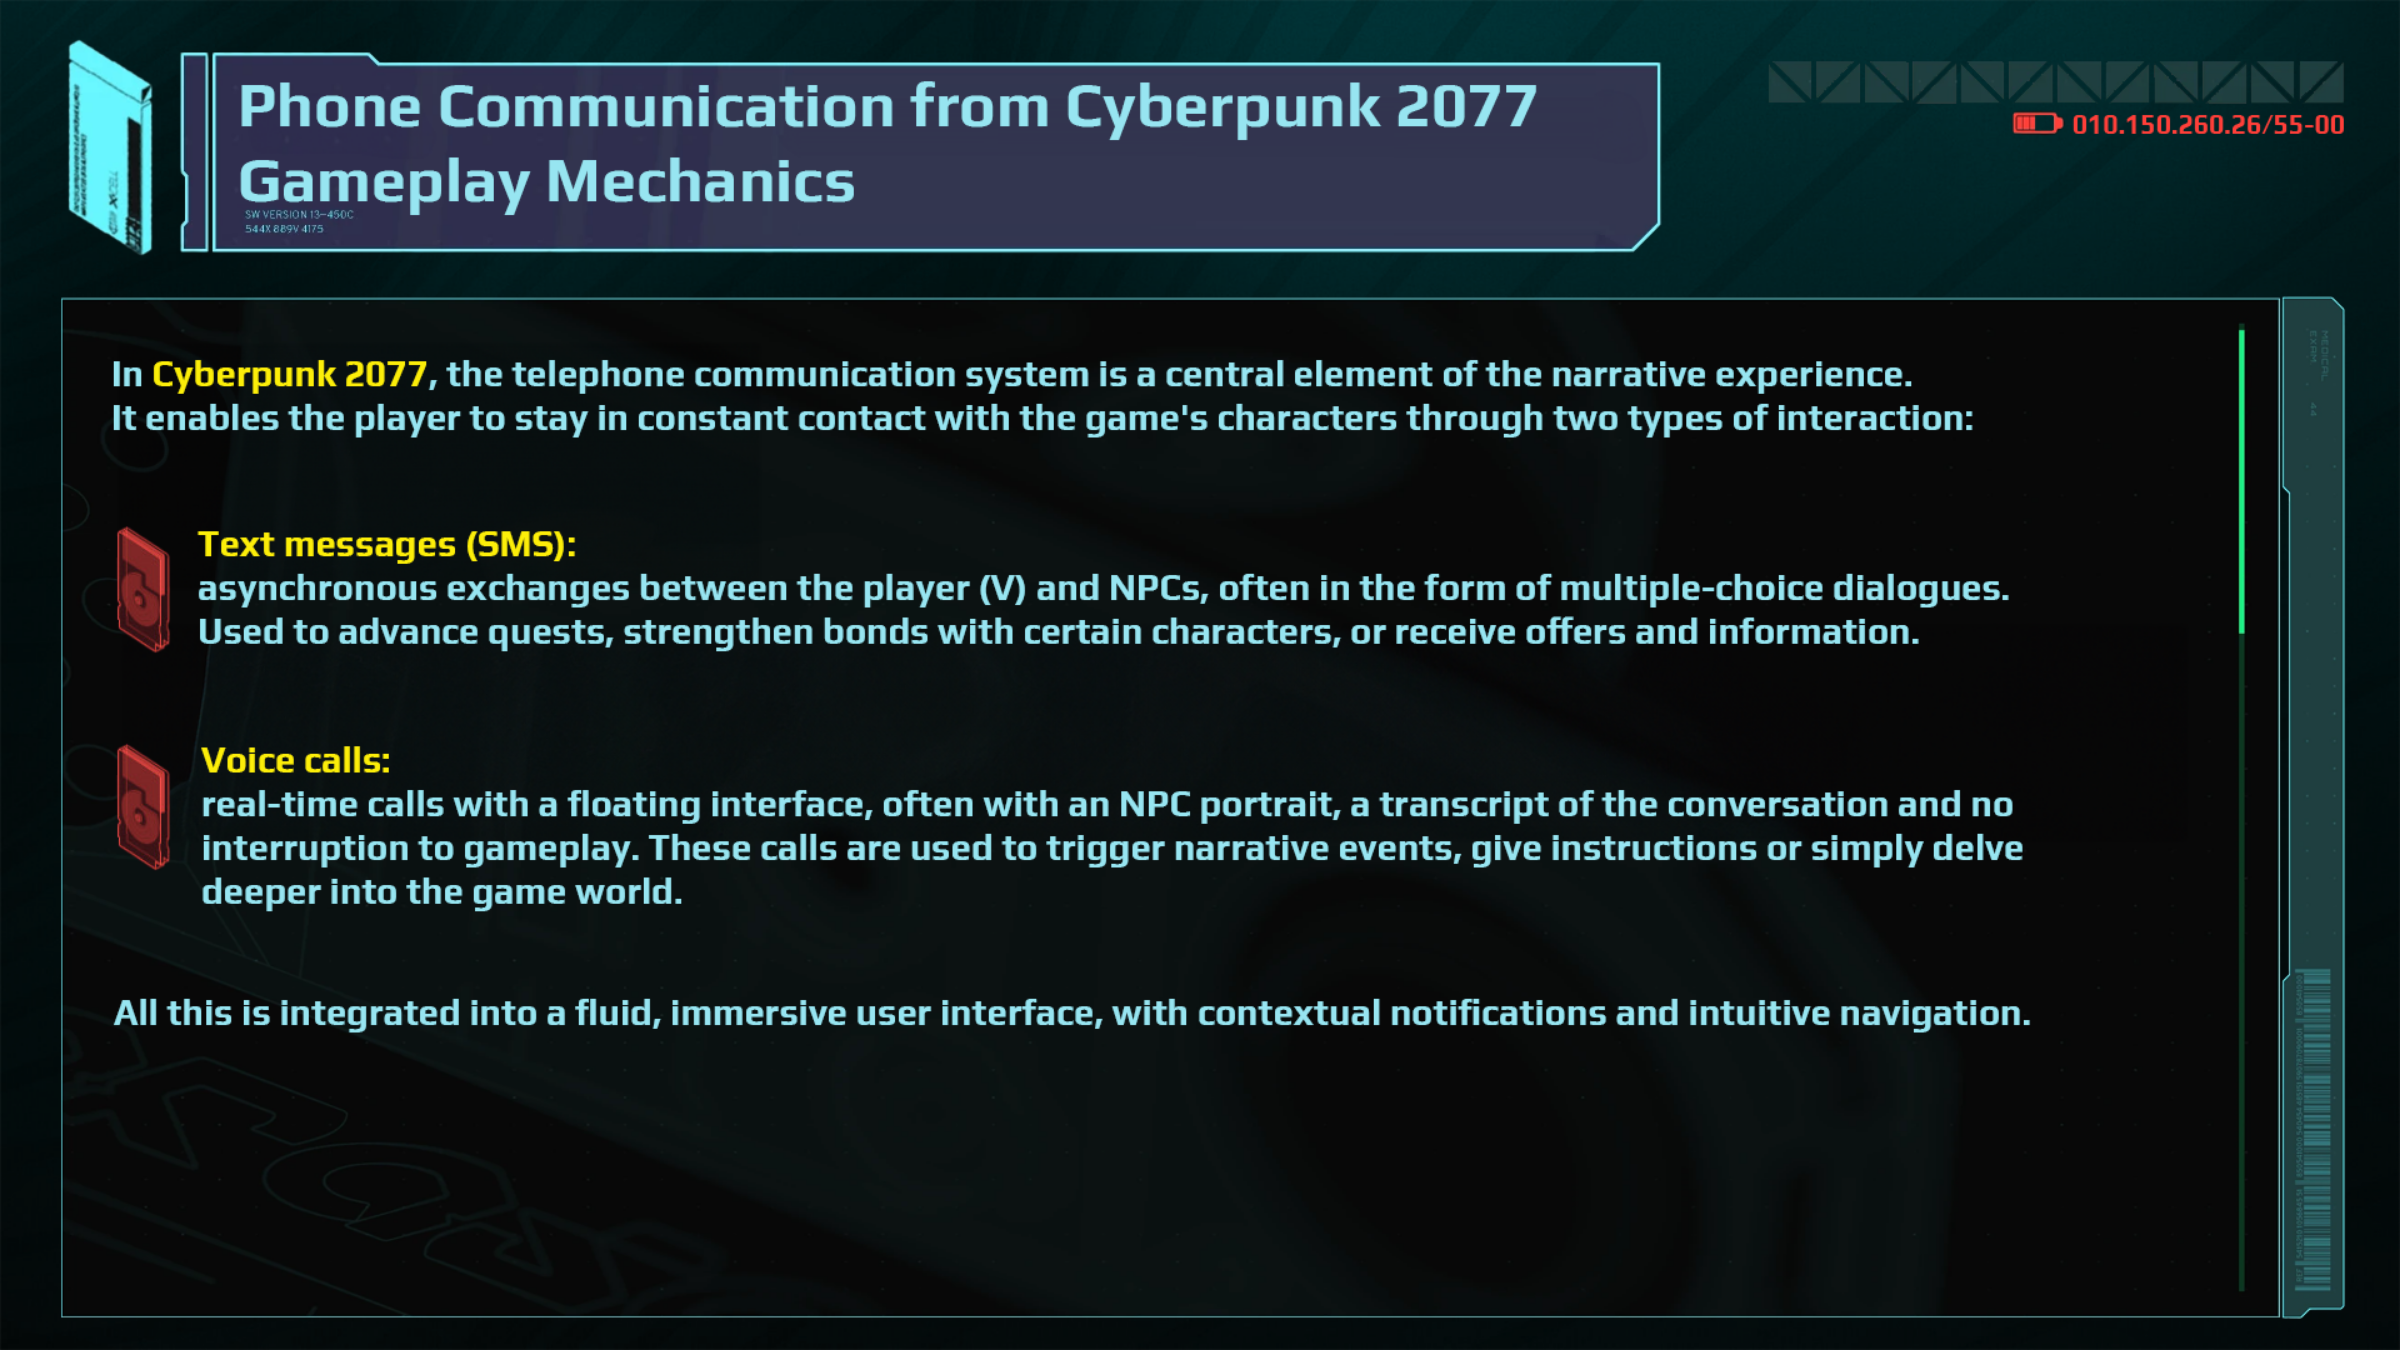 Phone Communication from Cyberpunk 2077
Gameplay Mechanics
SW VERSION 13-450C
544X 889V 4175
010.150.260.26/55-00
In Cyberpunk 2077, the telephone communication system is a central element of the narrative experience.
It enables the player to stay in constant contact with the game's characters through two types of interaction:
Text messages (SMS):
asynchronous exchanges between the player (V) and NPCs, often in the form of multiple-choice dialogues.
Used to advance quests, strengthen bonds with certain characters, or receive offers and information.
Voice calls:
real-time calls with a floating interface, often with an NPC portrait, a transcript of the conversation and no
interruption to gameplay. These calls are used to trigger narrative events, give instructions or simply delve
deeper into the game world.
All this is integrated into a fluid, immersive user interface, with contextual notifications and intuitive navigation.
MEDICAL
EXAM
44